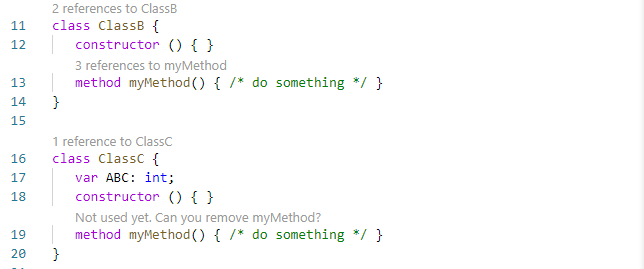 2 references to ClassB
11 class ClassB {
12 constructor () { }
3 references to myMethod
13 method myMethod() { /* do something */ }
14 }
15
1 reference to ClassC
16 class ClassC {
17 var ABC: int;
18 constructor () { }
Not used yet. Can you remove myMethod?
19 method myMethod() { /* do something */ }
20 }